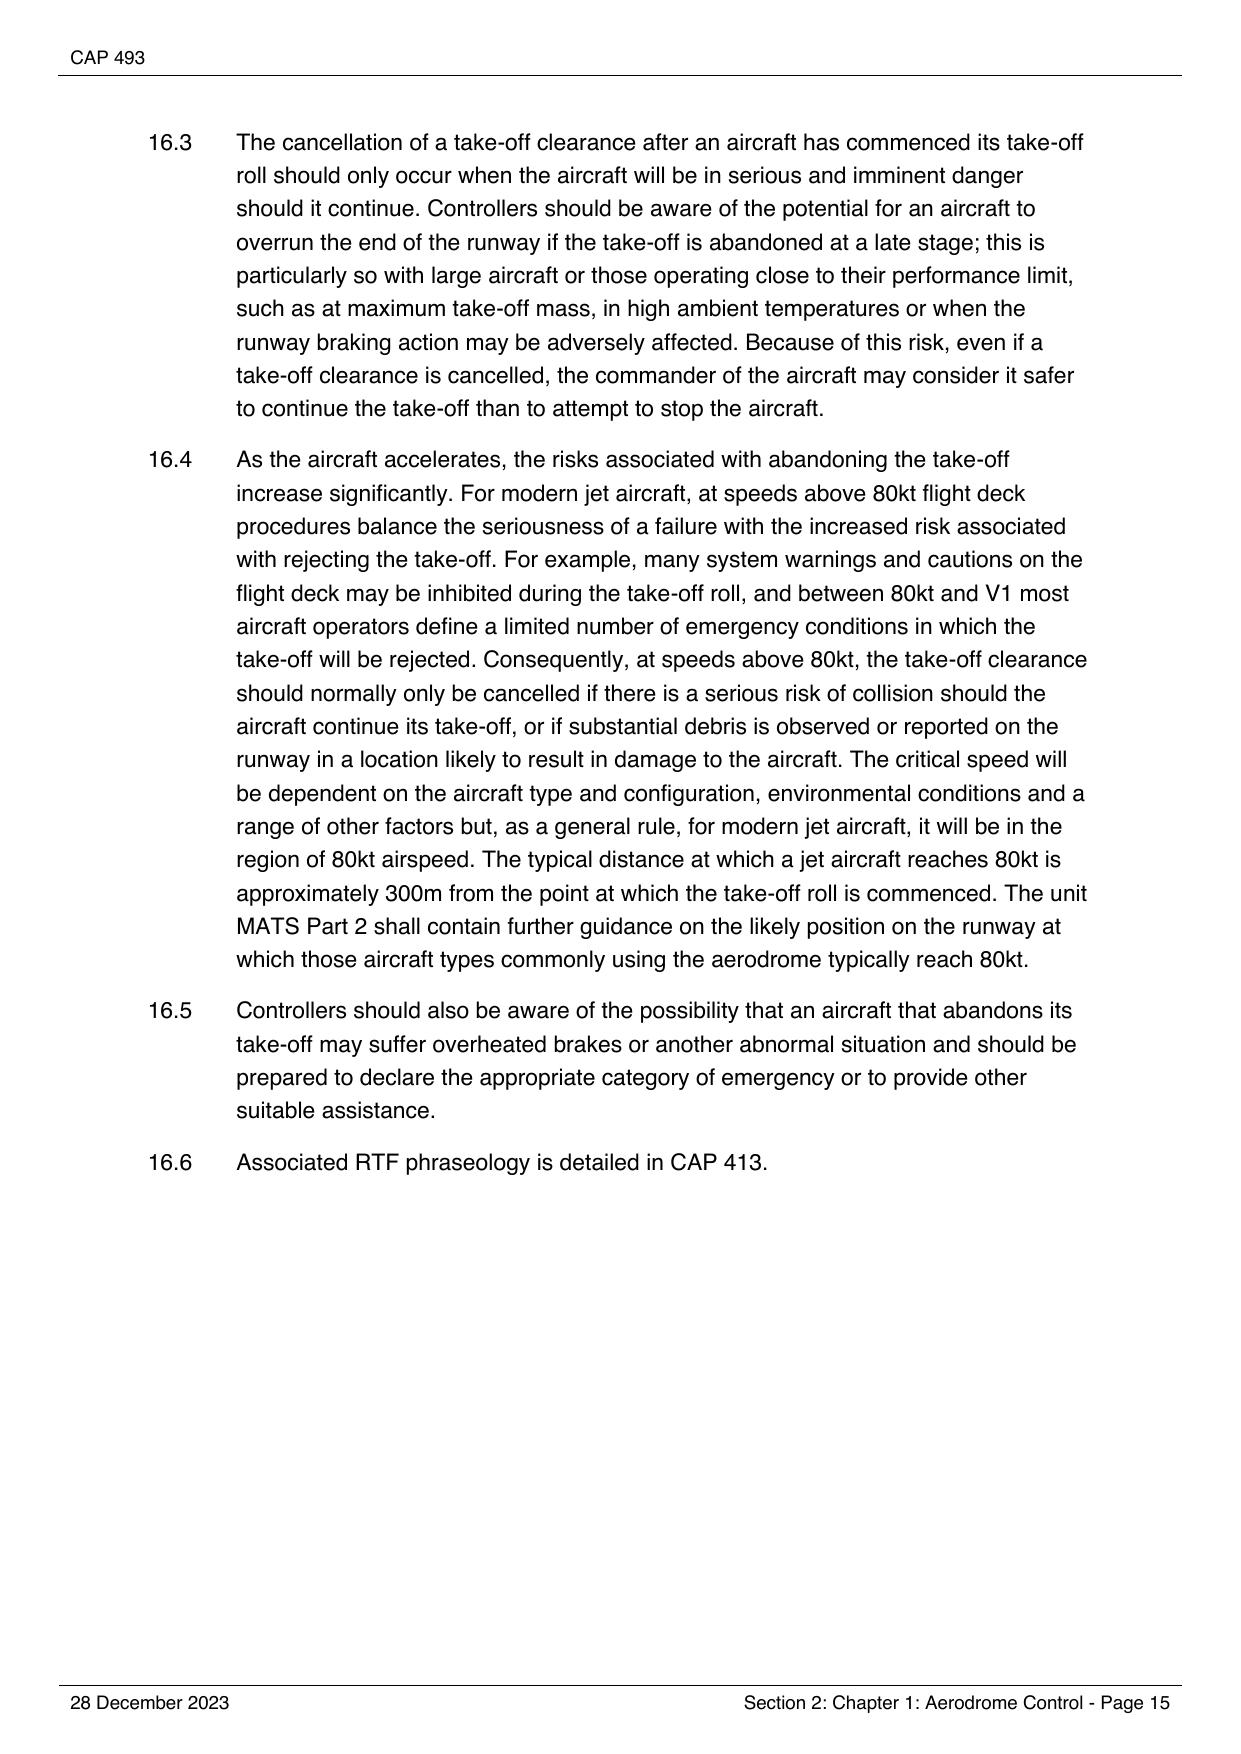 CAP 493
16.3 The cancellation of a take-off clearance after an aircraft has commenced its take-off
roll should only occur when the aircraft will be in serious and imminent danger
should it continue. Controllers should be aware of the potential for an aircraft to
overrun the end of the runway if the take-off is abandoned at a late stage; this is
particularly so with large aircraft or those operating close to their performance limit,
such as at maximum take-off mass, in high ambient temperatures or when the
runway braking action may be adversely affected. Because of this risk, even if a
take-off clearance is cancelled, the commander of the aircraft may consider it safer
to continue the take-off than to attempt to stop the aircraft.
16.4 As the aircraft accelerates, the risks associated with abandoning the take-off
increase significantly. For modern jet aircraft, at speeds above 80kt flight deck
procedures balance the seriousness of a failure with the increased risk associated
with rejecting the take-off. For example, many system warnings and cautions on the
flight deck may be inhibited during the take-off roll, and between 80kt and V1 most
aircraft operators define a limited number of emergency conditions in which the
take-off will be rejected. Consequently, at speeds above 80kt, the take-off clearance
should normally only be cancelled if there is a serious risk of collision should the
aircraft continue its take-off, or if substantial debris is observed or reported on the
runway in a location likely to result in damage to the aircraft. The critical speed will
be dependent on the aircraft type and configuration, environmental conditions and a
range of other factors but, as a general rule, for modern jet aircraft, it will be in the
region of 80kt airspeed. The typical distance at which a jet aircraft reaches 80kt is
approximately 300m from the point at which the take-off roll is commenced. The unit
MATS Part 2 shall contain further guidance on the likely position on the runway at
which those aircraft types commonly using the aerodrome typically reach 80kt.
16.5 Controllers should also be aware of the possibility that an aircraft that abandons its
take-off may suffer overheated brakes or another abnormal situation and should be
prepared to declare the appropriate category of emergency or to provide other
suitable assistance.
16.6 Associated RTF phraseology is detailed in CAP 413.
28 December 2023 Section 2: Chapter 1: Aerodrome Control - Page 15